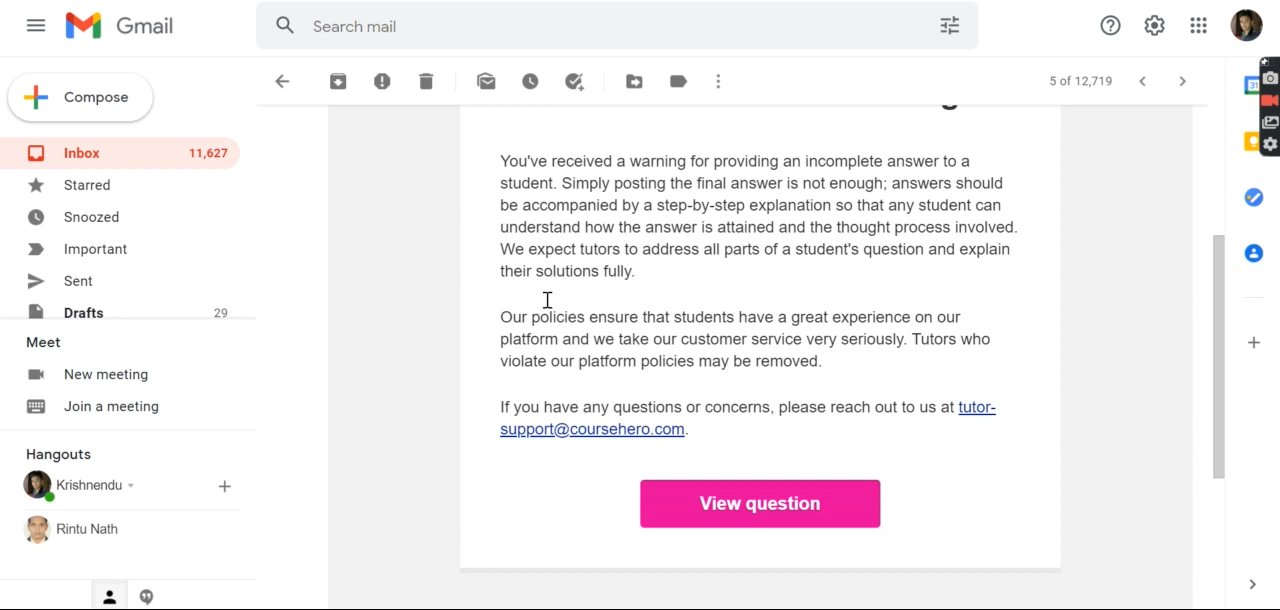 Gmail
Search mail
Compose
5 of 12,719
31
Inbox 11,627
Starred
Snoozed
Important
Sent
Drafts 29
Meet
New meeting
Join a meeting
Hangouts
Krishnendu
Rintu Nath
You've received a warning for providing an incomplete answer to a
student. Simply posting the final answer is not enough; answers should
be accompanied by a step-by-step explanation so that any student can
understand how the answer is attained and the thought process involved.
We expect tutors to address all parts of a student's question and explain
their solutions fully.
Our policies ensure that students have a great experience on our
platform and we take our customer service very seriously. Tutors who
violate our platform policies may be removed.
If you have any questions or concerns, please reach out to us at tutor-
support@coursehero.com.
View question